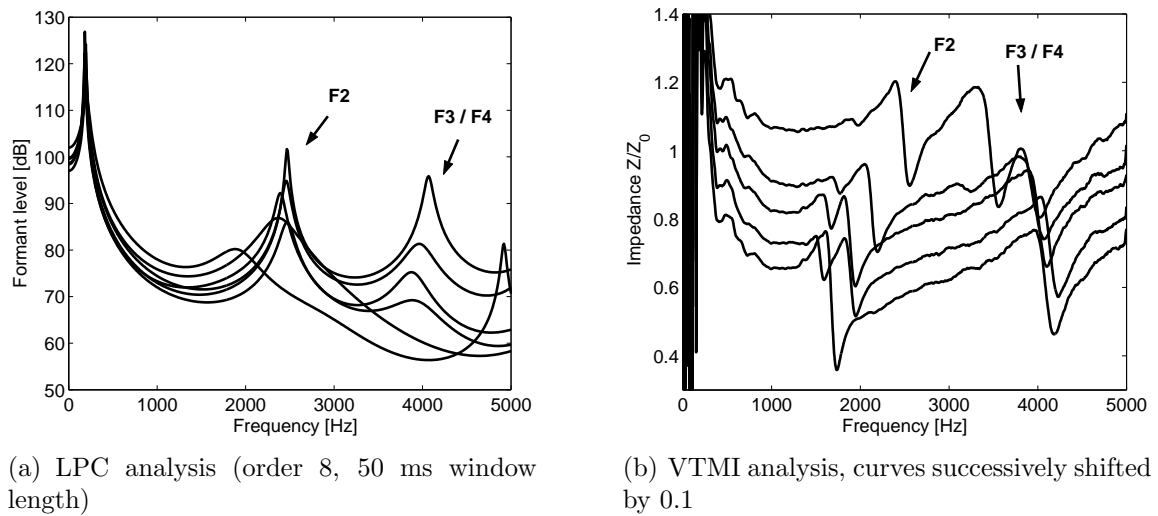 130
120
110
100
90
80
70
60
50
Formant level [dB]
0 1000 2000 3000 4000 5000
Frequency [Hz]
F2
F3 / F4
(a) LPC analysis (order 8, 50 ms window
length)
1.4
1.2
1.0
0.8
0.6
0.4
Impedance Z/Z0
0 1000 2000 3000 4000 5000
Frequency [Hz]
F2
F3 / F4
(b) VTMI analysis, curves successively shifted
by 0.1